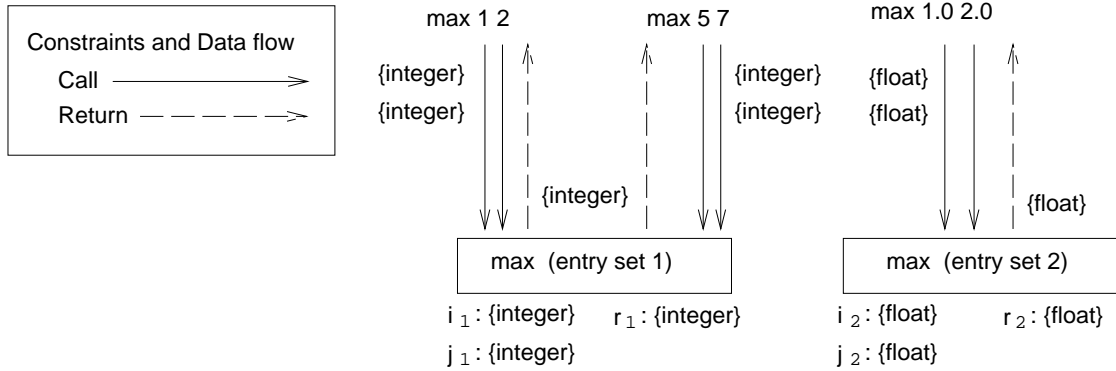 Constraints and Data flow
Call
Return
max 1 2
max 5 7
max 1.0 2.0
{integer}
{integer}
{integer}
{integer}
{float}
{float}
{integer}
{float}
max (entry set 1)
max (entry set 2)
i 1 : {integer}
r 1 : {integer}
j 1 : {integer}
i 2 : {float}
r 2 : {float}
j 2 : {float}